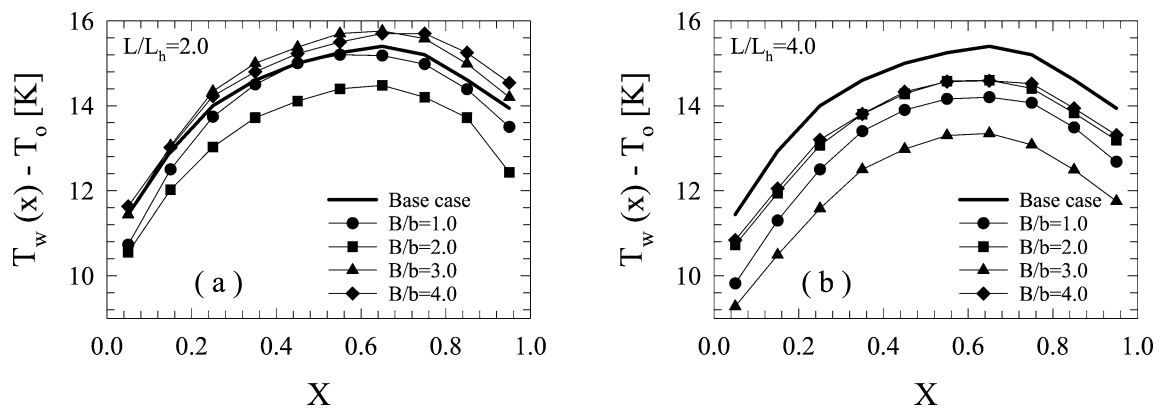 16
14
12
10
T_w (x) - T_o [K]
L/L_h=2.0
Base case
B/b=1.0
B/b=2.0
B/b=3.0
B/b=4.0
( a )
0.0 0.2 0.4 0.6 0.8 1.0
X
16
14
12
10
T_w (x) - T_o [K]
L/L_h=4.0
Base case
B/b=1.0
B/b=2.0
B/b=3.0
B/b=4.0
( b )
0.0 0.2 0.4 0.6 0.8 1.0
X